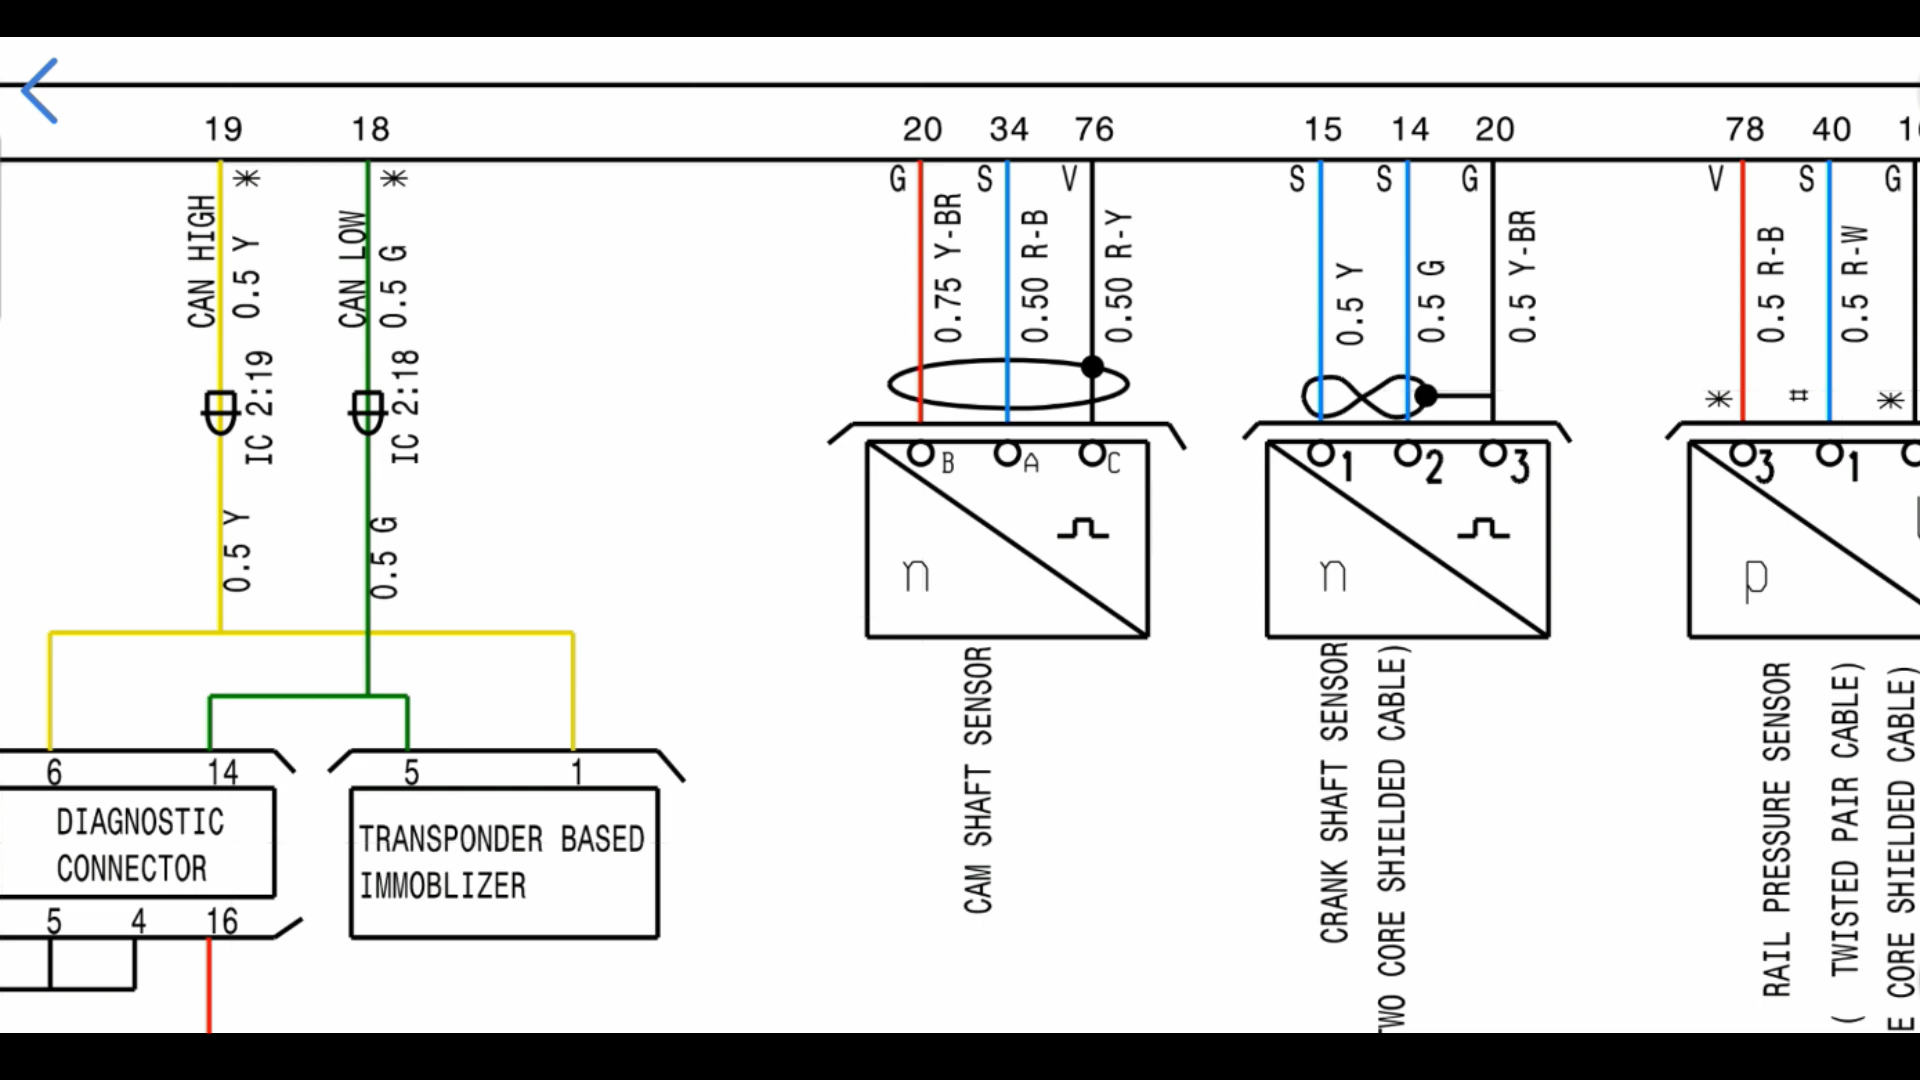 19 18 20 34 76 15 14 20 78 40
* * G S V S S G V S G
CAN HIGH
0.5 Y
CAN LOW
0.5 G
0.75 Y-BR
0.50 R-B
0.50 R-Y
0.5 Y
0.5 G
0.5 Y-BR
0.5 R-B
0.5 R-W
* # *
IC 2:19
IC 2:18
B A C 1 2 3 3 1
0.5 Y
0.5 G
n n p
6 14 5 1
DIAGNOSTIC
CONNECTOR
TRANSPONDER BASED
IMMOBLIZER
5 4 16
CAM SHAFT SENSOR
CRANK SHAFT SENSOR
WO CORE SHIELDED CABLE)
RAIL PRESSURE SENSOR
( TWISTED PAIR CABLE)
E CORE SHIELDED CABLE)